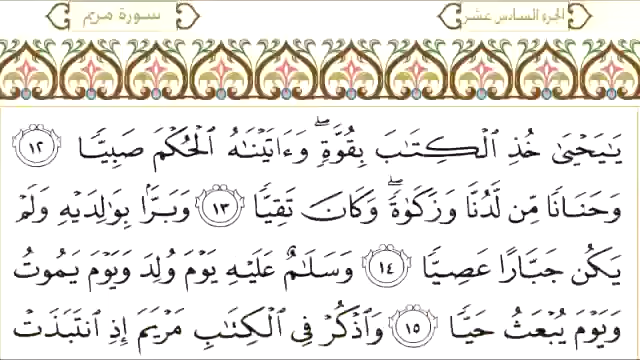 الجزء السادس عشر
سورة مريم
يَٰيَحْيَىٰ خُذِ ٱلْكِتَٰبَ بِقُوَّةٍۖ وَءَاتَيْنَٰهُ ٱلْحُكْمَ صَبِيًّا ١٢
وَحَنَانًا مِّن لَّدُنَّا وَزَكَوٰةًۖ وَكَانَ تَقِيًّا ١٣ وَبَرًّۢا بِوَٰلِدَيْهِ وَلَمْ
يَكُن جَبَّارًا عَصِيًّا ١٤ وَسَلَٰمٌ عَلَيْهِ يَوْمَ وُلِدَ وَيَوْمَ يَمُوتُ
وَيَوْمَ يُبْعَثُ حَيًّا ١٥ وَٱذْكُرْ فِى ٱلْكِتَٰبِ مَرْيَمَ إِذِ ٱنتَبَذَتْ